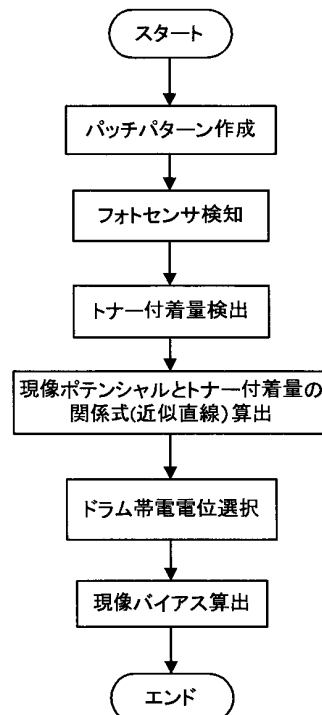 スタート
パッチパターン作成
フォトセンサ検知
トナー付着量検出
現像ポテンシャルとトナー付着量の
関係式(近似直線)算出
ドラム帯電電位選択
現像バイアス算出
エンド